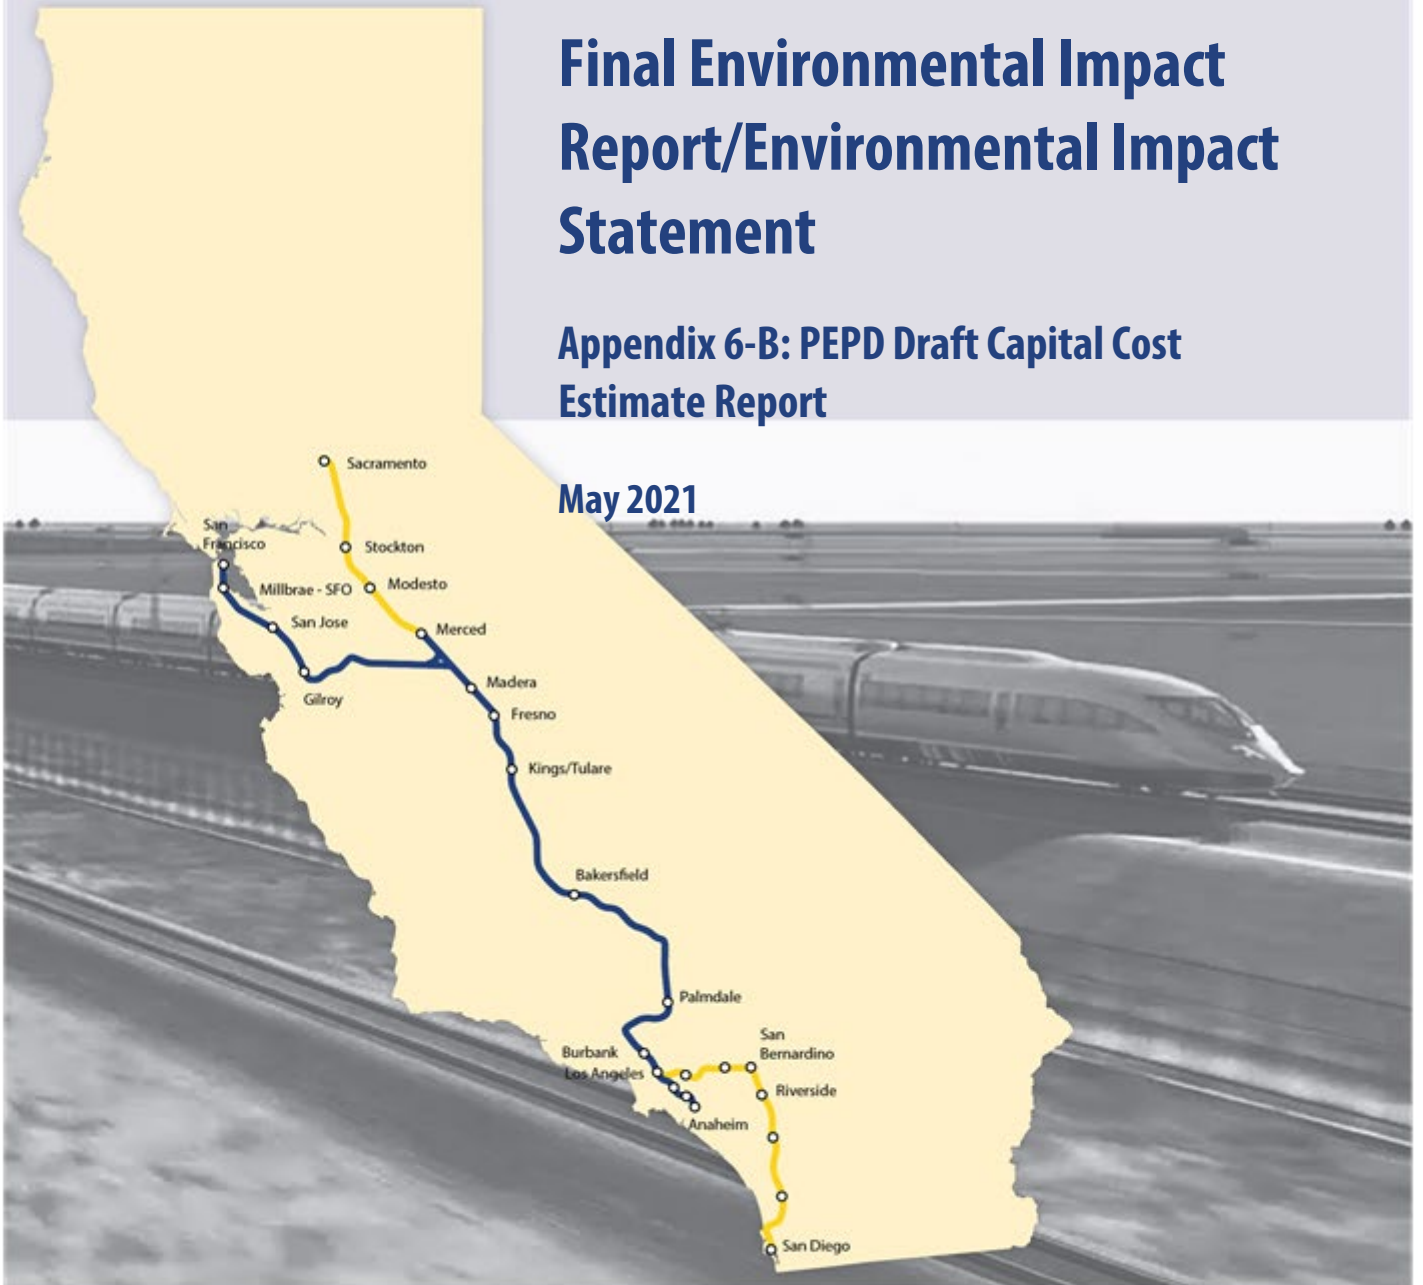 Final Environmental Impact
Report/Environmental Impact
Statement
Appendix 6-B: PEPD Draft Capital Cost
Estimate Report
May 2021
Sacramento
San
Francisco
Stockton
Millbrae - SFO
Modesto
San Jose
Merced
Gilroy
Madera
Fresno
Kings/Tulare
Bakersfield
Palmdale
San
Bernardino
Burbank
Los Angeles
Riverside
Anaheim
San Diego